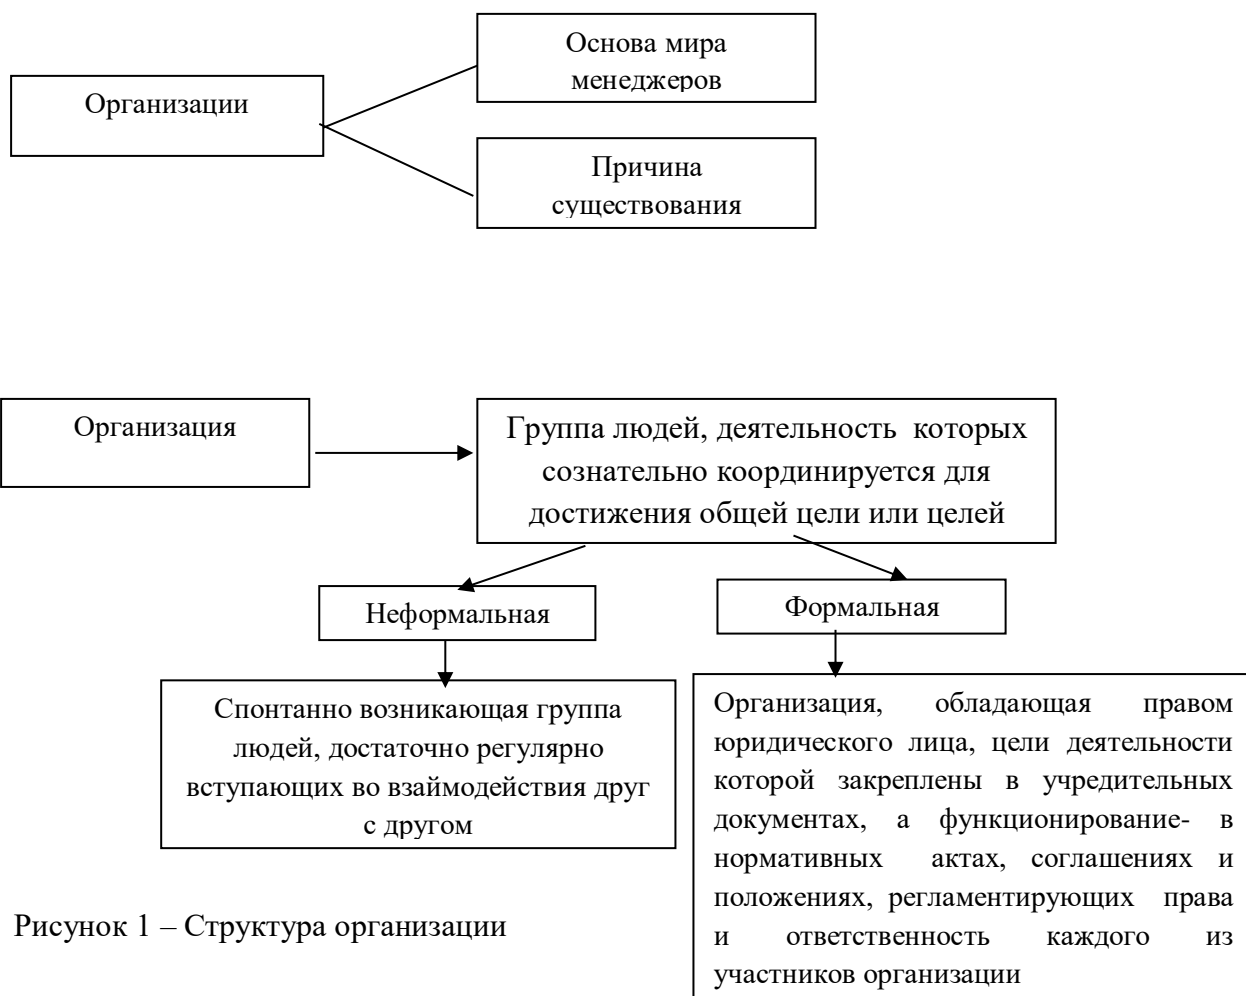 Основа мира
менеджеров
Организации
Причина
существования
Организация
Группа людей, деятельность которых
сознательно координируется для
достижения общей цели или целей
Неформальная
Формальная
Спонтанно возникающая группа
людей, достаточно регулярно
вступающих во взаимодействия друг
с другом
Организация, обладающая правом
юридического лица, цели деятельности
которой закреплены в учредительных
документах, а функционирование- в
нормативных актах, соглашениях и
положениях, регламентирующих права
и ответственность каждого из
участников организации
Рисунок 1 – Структура организации